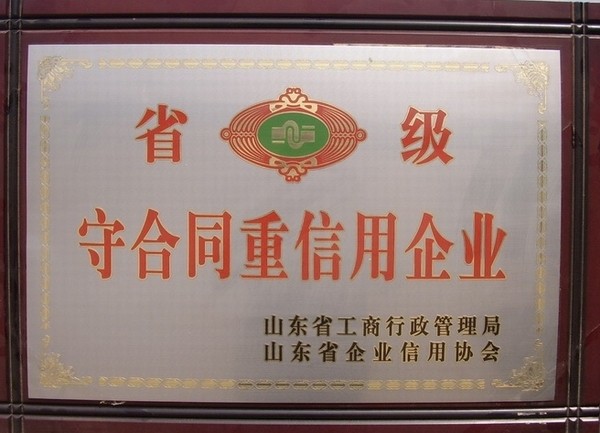 省级
守合同重信用企业
山东省工商行政管理局
山东省企业信用协会